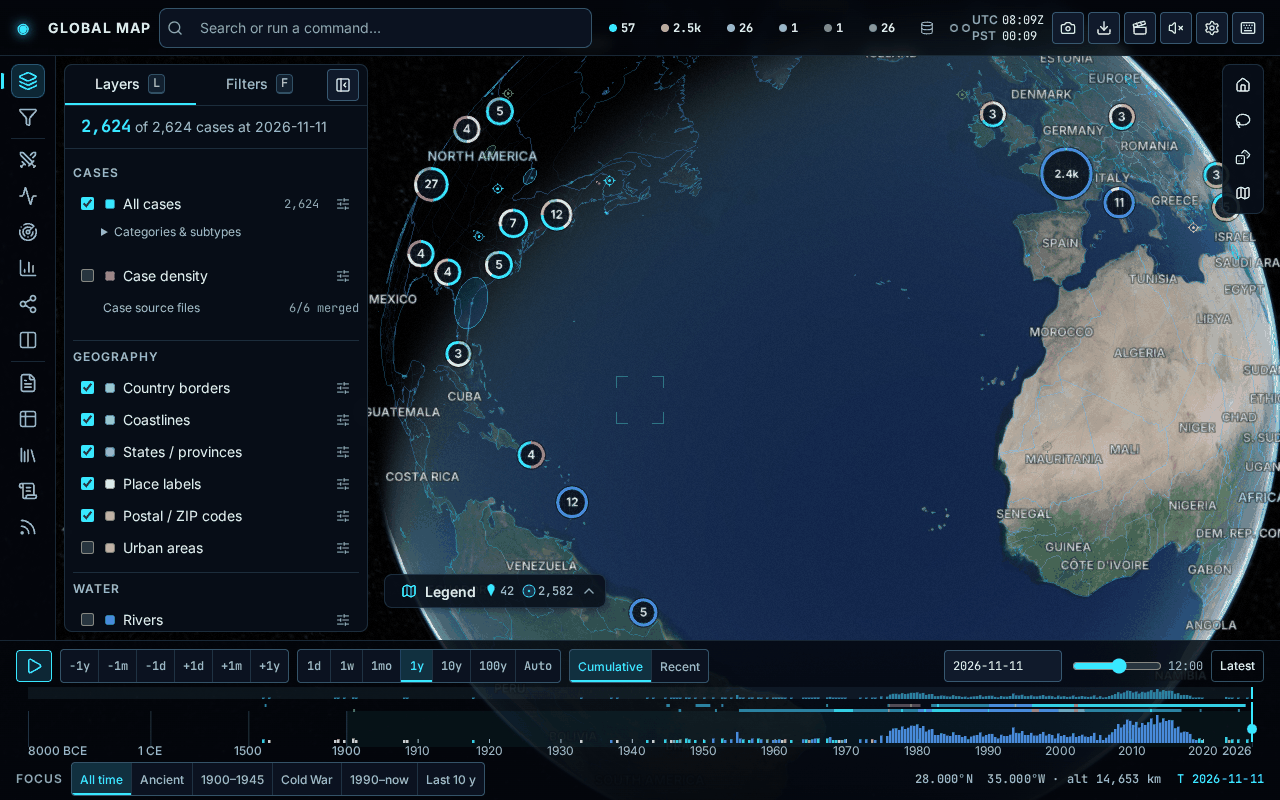 GLOBAL MAP
Search or run a command...
57
2.5k
26
1
1
26
UTC 08:09Z
PST 00:09
Layers L
Filters F
2,624 of 2,624 cases at 2026-11-11
CASES
All cases 2,624
Categories & subtypes
Case density
Case source files 6/6 merged
GEOGRAPHY
Country borders
Coastlines
States / provinces
Place labels
Postal / ZIP codes
Urban areas
WATER
Rivers
ESTONIA
EUROPE
DENMARK
GERMANY
ROMANIA
ITALY
GREECE
SPAIN
ISRAEL
TUNISIA
SAUDI ARA
EGYPT
LIBYA
MOROCCO
ALGERIA
SUDA
ETHI
CHAD
NIGER
S. SUD
MALI
MAURITANIA
UGAN
NIGERIA
AFRICA
SENEGAL
DEM. REP. CON
GUINEA
CÔTE D'IVOIRE
GABON
ANGOLA
NAMIBIA
NORTH AMERICA
MEXICO
CUBA
GUATEMALA
COSTA RICA
VENEZUELA
PERU
5
4
27
12
7
4
4
5
3
4
12
5
3
3
2.4k
11
3
Legend 42 2,582
-1y -1m -1d +1d +1m +1y
1d 1w 1mo 1y 10y 100y Auto
Cumulative Recent
2026-11-11
12:00
Latest
8000 BCE 1 CE 1500 1900 1910 1920 1930 1940 1950 1960 1970 1980 1990 2000 2010 2020 2026
FOCUS All time Ancient 1900–1945 Cold War 1990–now Last 10 y
28.000°N 35.000°W · alt 14,653 km T 2026-11-11